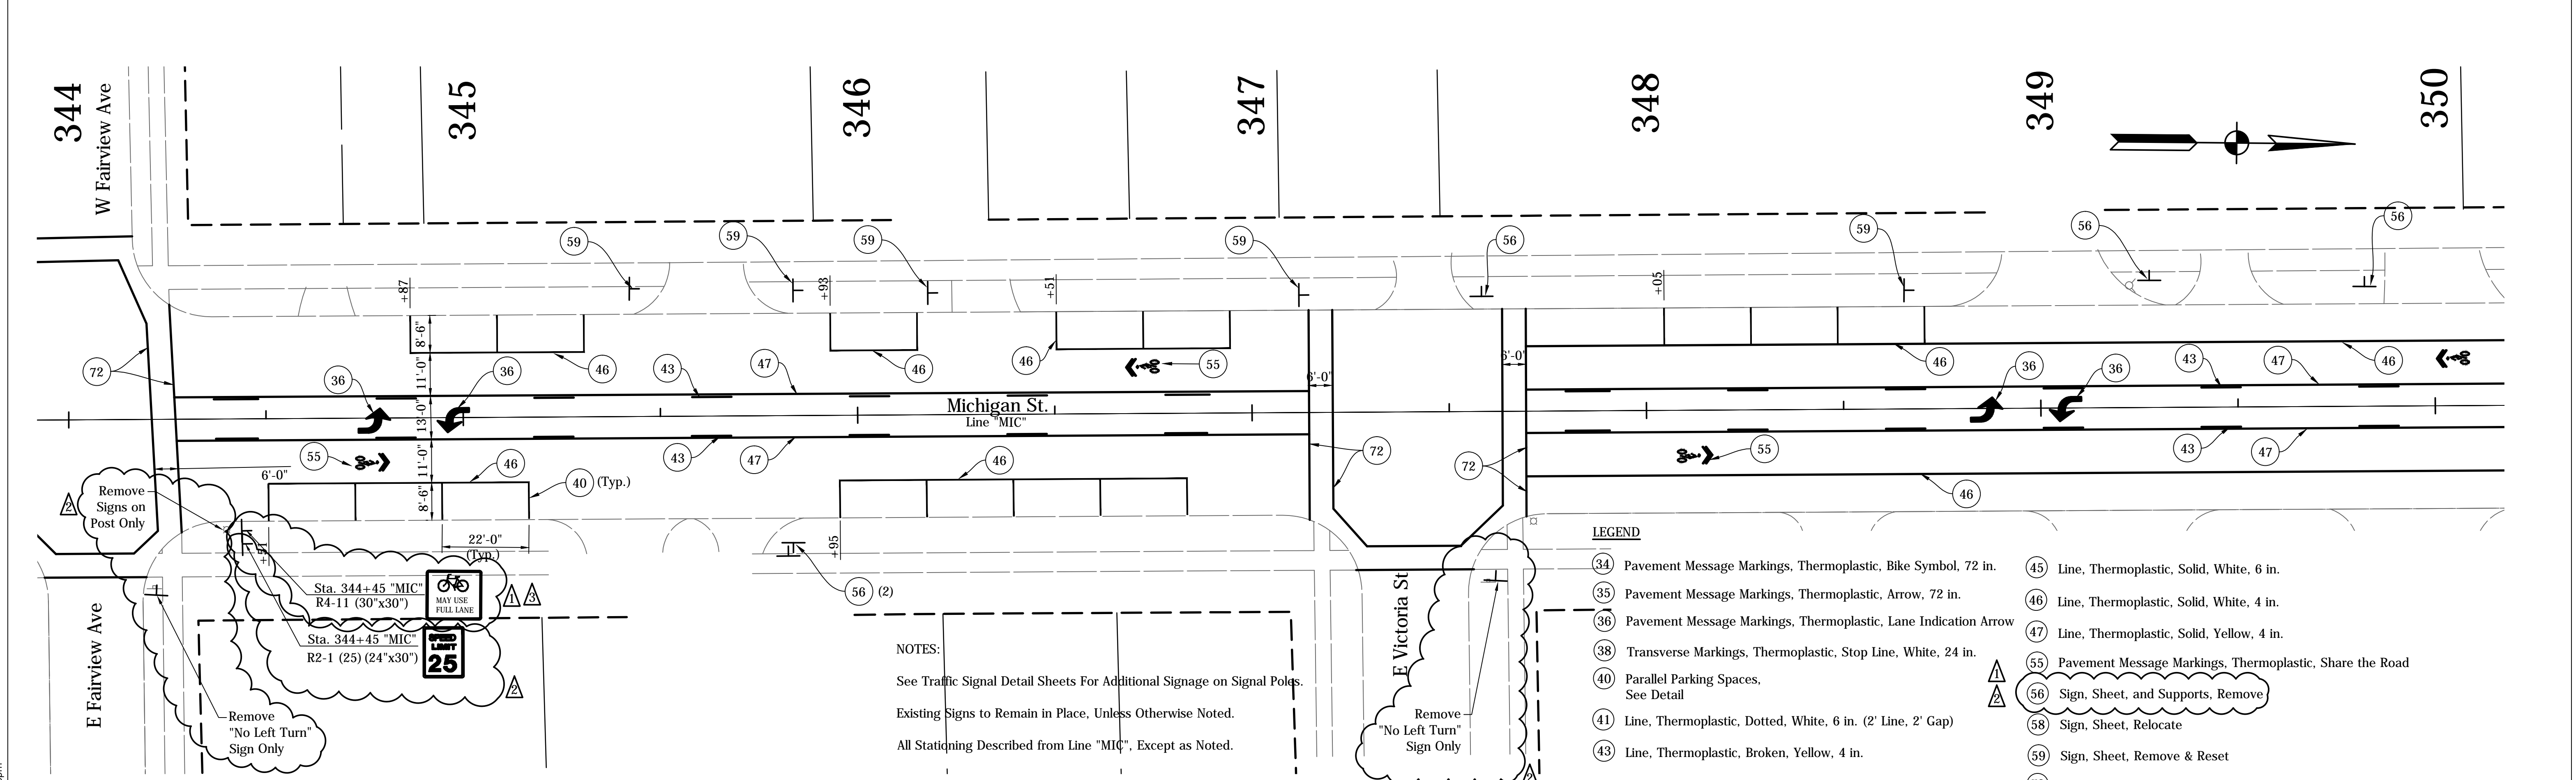 344
345
346
347
348
349
350
W Fairview Ave
59
59
59
59
56
59
56
56
+87
+93
+51
+05
8'-6"
11'-0"
13'-0"
11'-0"
8'-6"
72
36
36
46
43
47
46
46
55
6'-0"
6'-0"
46
36
36
43
47
46
Michigan St.
Line "MIC"
55
46
43
47
46
72
72
55
43
47
46
6'-0"
40 (Typ.)
22'-0"
(Typ.)
+51
+95
56 (2)
2
Remove
Signs on
Post Only
Sta. 344+45 "MIC"
R4-11 (30"x30")
MAY USE
FULL LANE
1
3
Sta. 344+45 "MIC"
R2-1 (25) (24"x30")
SPEED
LIMIT
25
2
E Fairview Ave
Remove
"No Left Turn"
Sign Only
NOTES:
See Traffic Signal Detail Sheets For Additional Signage on Signal Poles.
Existing Signs to Remain in Place, Unless Otherwise Noted.
All Stationing Described from Line "MIC", Except as Noted.
E Victoria St
Remove
"No Left Turn"
Sign Only
2
LEGEND
34 Pavement Message Markings, Thermoplastic, Bike Symbol, 72 in.
35 Pavement Message Markings, Thermoplastic, Arrow, 72 in.
36 Pavement Message Markings, Thermoplastic, Lane Indication Arrow
38 Transverse Markings, Thermoplastic, Stop Line, White, 24 in.
40 Parallel Parking Spaces,
See Detail
41 Line, Thermoplastic, Dotted, White, 6 in. (2' Line, 2' Gap)
43 Line, Thermoplastic, Broken, Yellow, 4 in.
45 Line, Thermoplastic, Solid, White, 6 in.
46 Line, Thermoplastic, Solid, White, 4 in.
47 Line, Thermoplastic, Solid, Yellow, 4 in.
55 Pavement Message Markings, Thermoplastic, Share the Road
1
2
56 Sign, Sheet, and Supports, Remove
58 Sign, Sheet, Relocate
59 Sign, Sheet, Remove & Reset